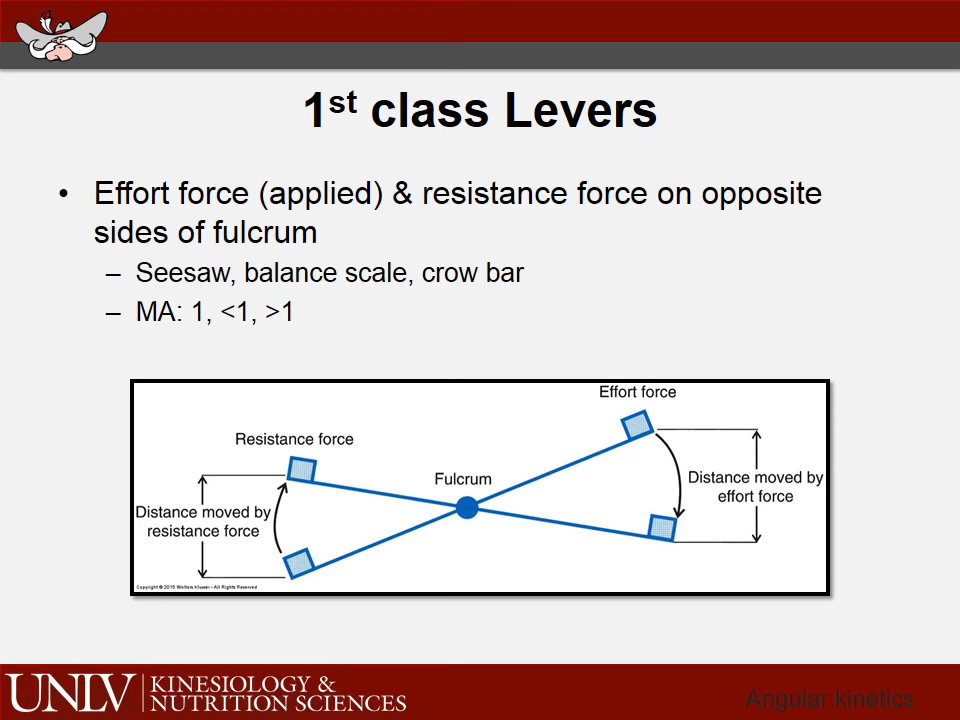 1st class Levers
• Effort force (applied) & resistance force on opposite
sides of fulcrum
– Seesaw, balance scale, crow bar
– MA: 1, <1, >1
Effort force
Resistance force
Fulcrum
Distance moved by
effort force
Distance moved by
resistance force
Copyright © 2015 Wolters Kluwer - All Rights Reserved
UNLV KINESIOLOGY &
NUTRITION SCIENCES
Angular kinetics